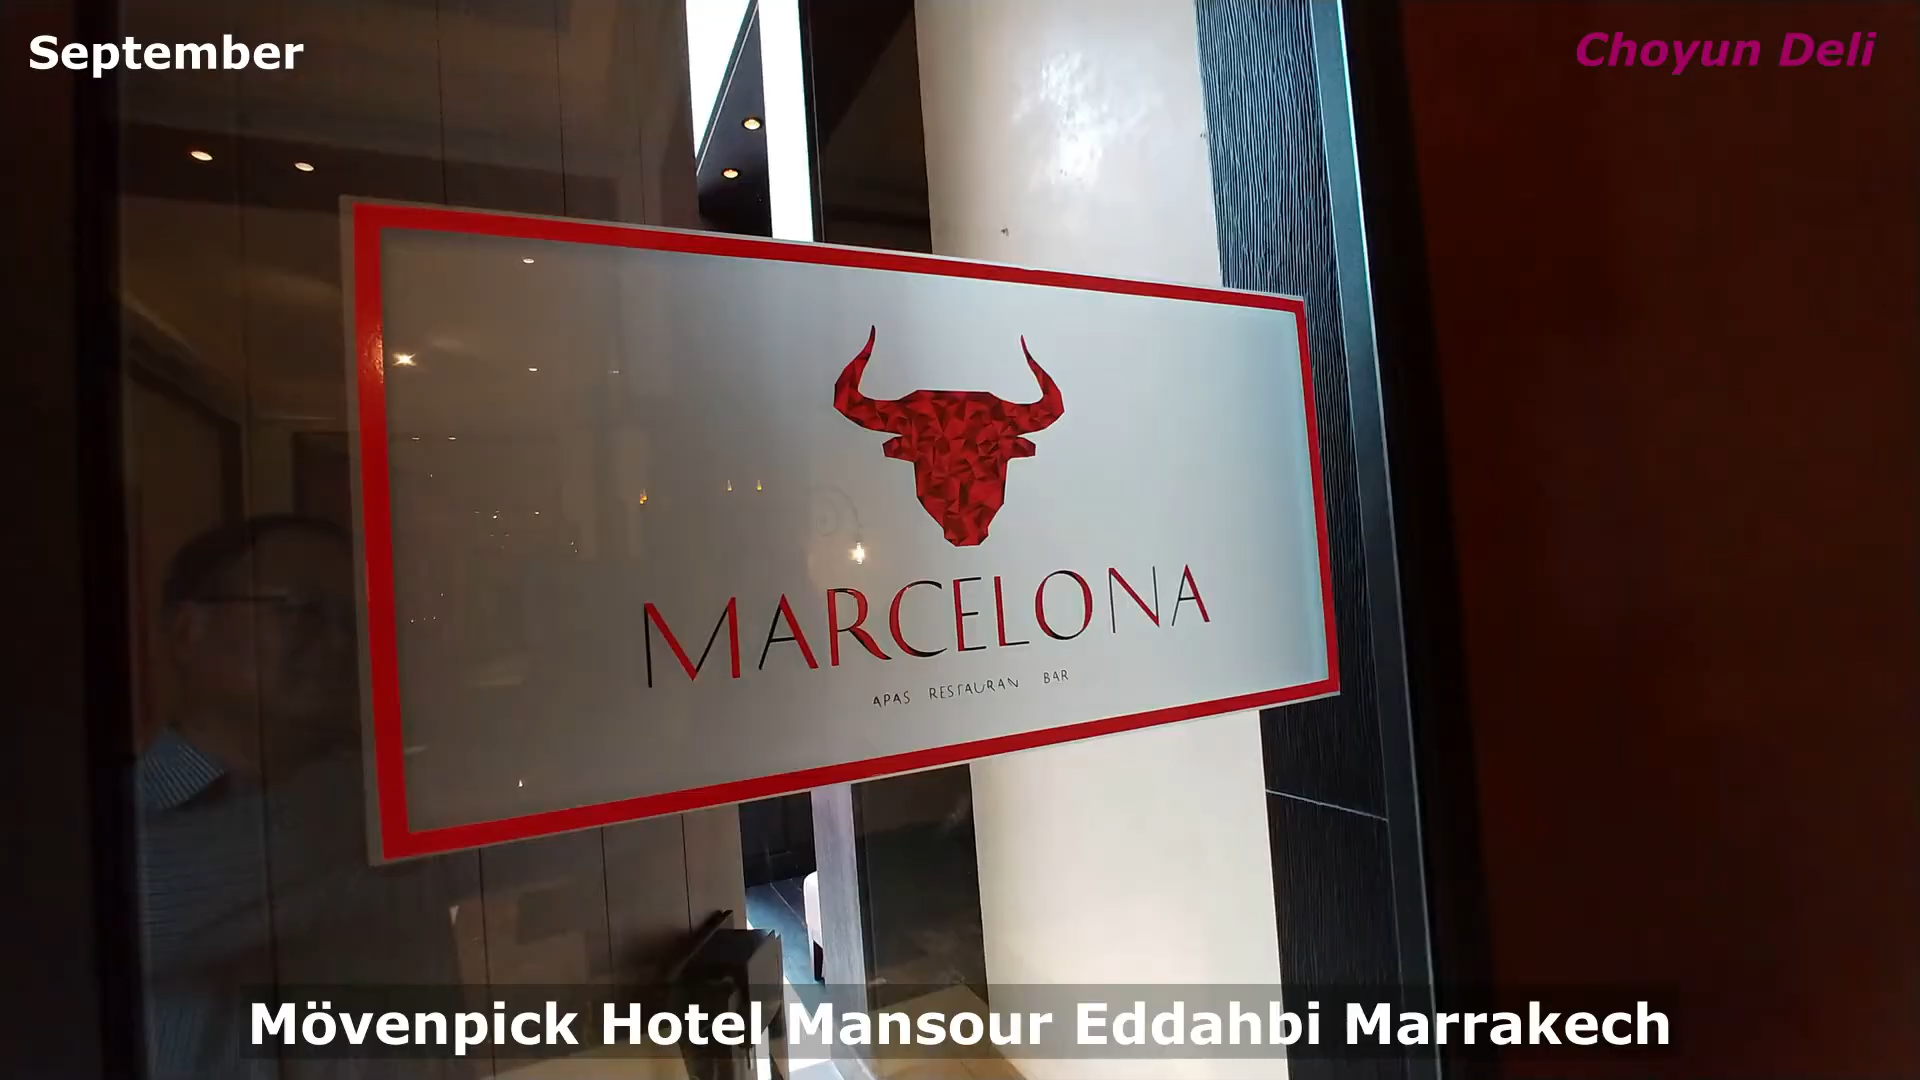 September
Choyun Deli
MARCELONA
APAS RESTAURAN BAR
Mövenpick Hotel Mansour Eddahbi Marrakech